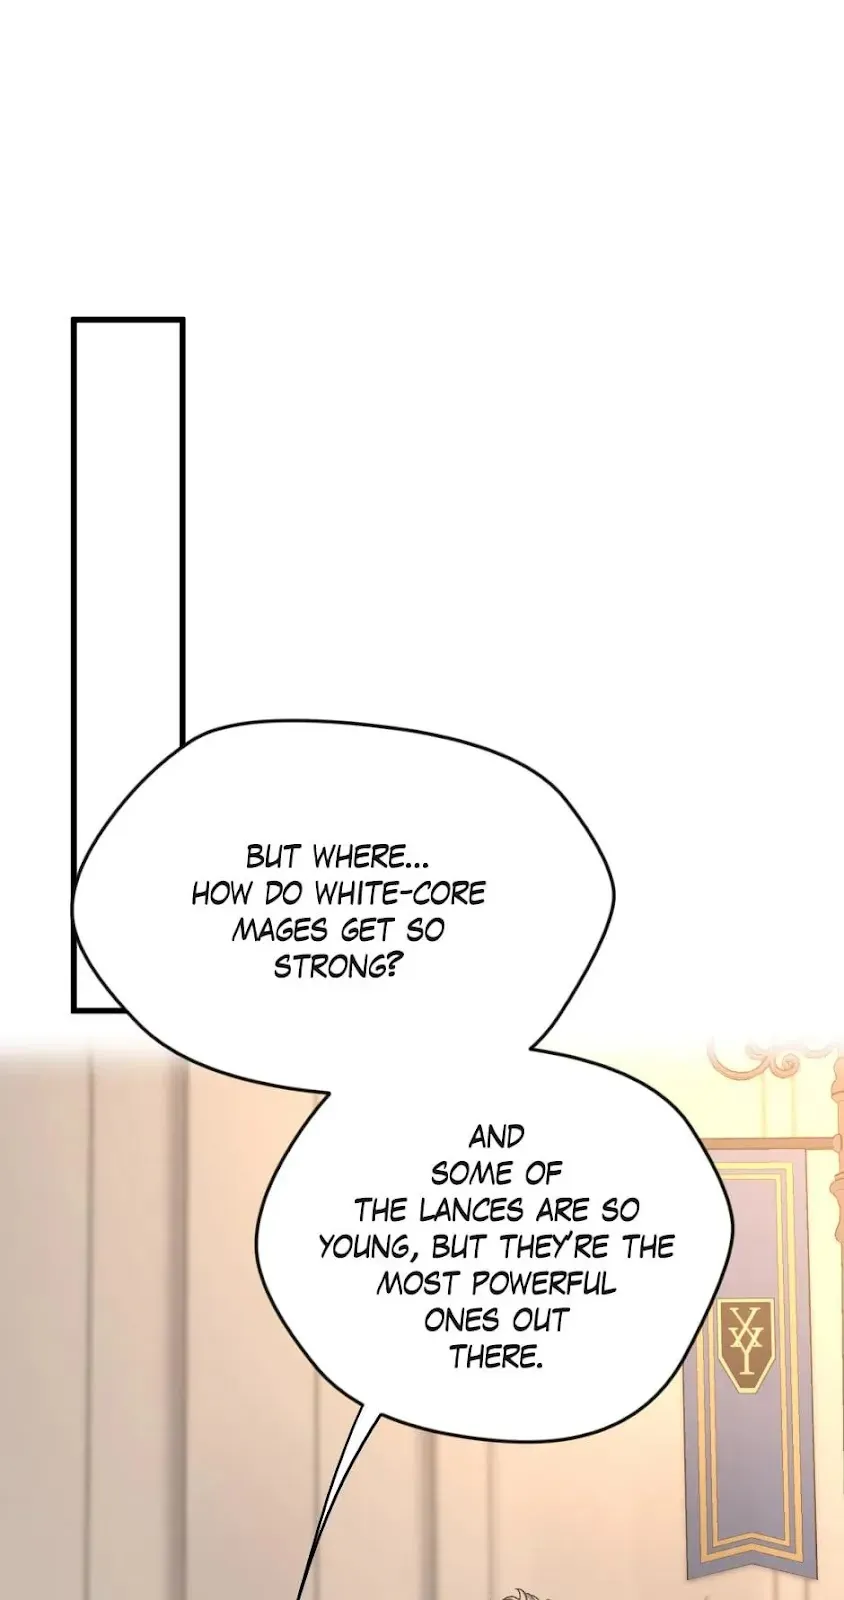 BUT WHERE...
HOW DO WHITE-CORE
MAGES GET SO
STRONG?
AND
SOME OF
THE LANCES ARE SO
YOUNG, BUT THEY'RE THE
MOST POWERFUL
ONES OUT
THERE.